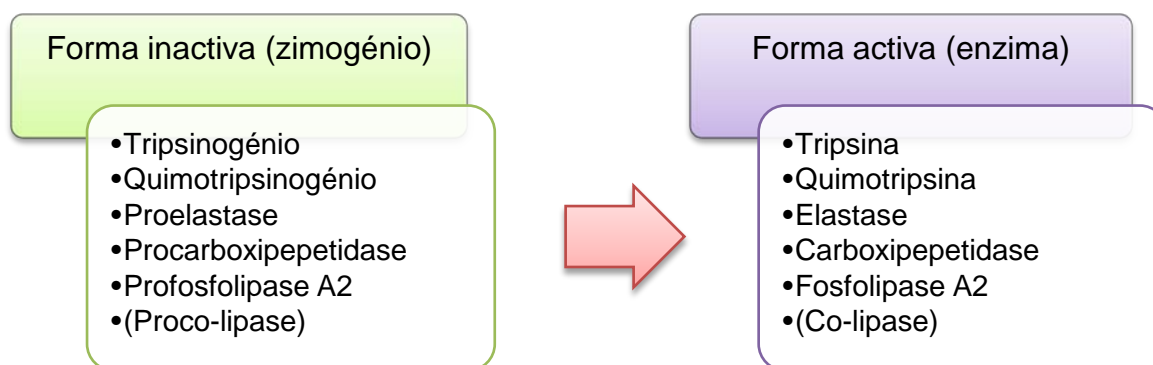 Forma inactiva (zimogénio)
•Tripsinogénio
•Quimotripsinogénio
•Proelastase
•Procarboxipepetidase
•Profosfolipase A2
•(Proco-lipase)
Forma activa (enzima)
•Tripsina
•Quimotripsina
•Elastase
•Carboxipepetidase
•Fosfolipase A2
•(Co-lipase)